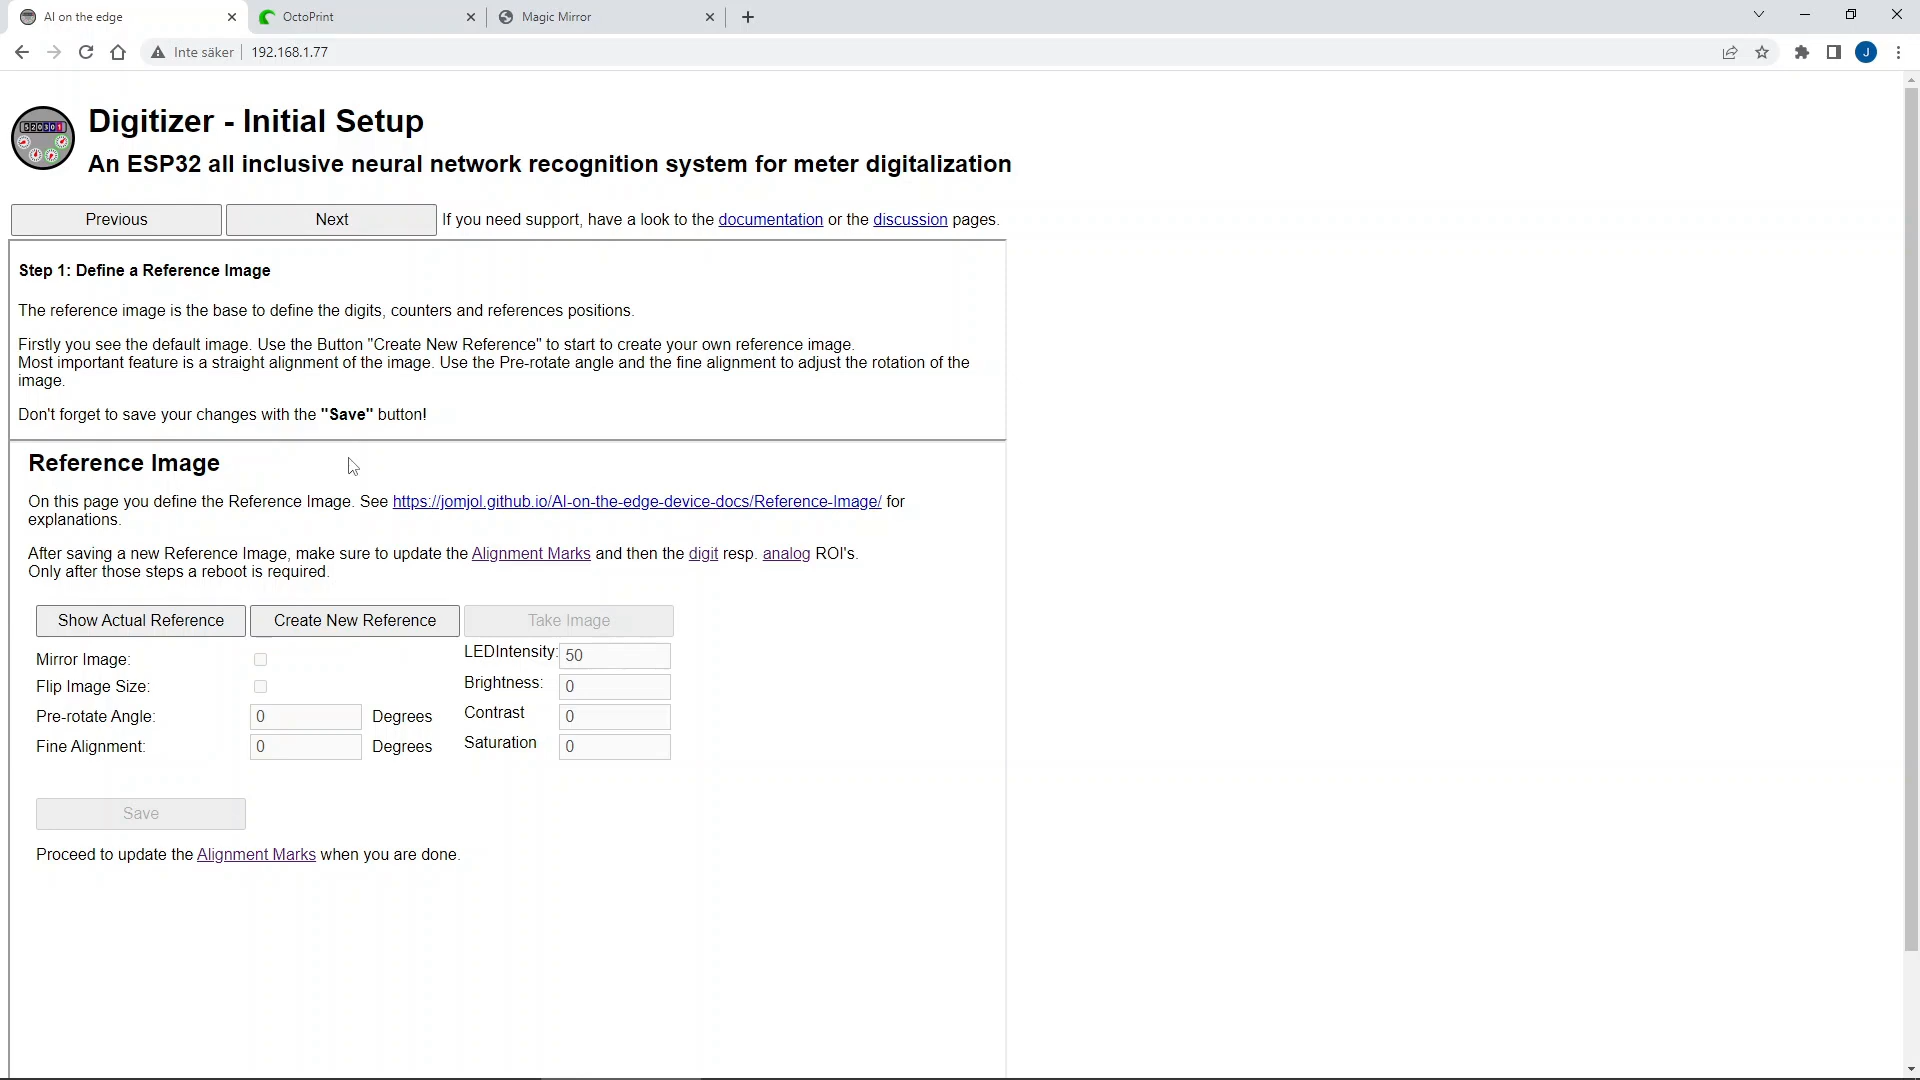 AI on the edge
OctoPrint
Magic Mirror
Inte säker
192.168.1.77
J
520301
Digitizer - Initial Setup
An ESP32 all inclusive neural network recognition system for meter digitalization
Previous
Next
If you need support, have a look to the documentation or the discussion pages.
Step 1: Define a Reference Image
The reference image is the base to define the digits, counters and references positions.
Firstly you see the default image. Use the Button "Create New Reference" to start to create your own reference image.
Most important feature is a straight alignment of the image. Use the Pre-rotate angle and the fine alignment to adjust the rotation of the
image.
Don't forget to save your changes with the "Save" button!
Reference Image
On this page you define the Reference Image. See https://jomjol.github.io/AI-on-the-edge-device-docs/Reference-Image/ for
explanations.
After saving a new Reference Image, make sure to update the Alignment Marks and then the digit resp. analog ROI's.
Only after those steps a reboot is required.
Show Actual Reference
Create New Reference
Take Image
Mirror Image:
LEDIntensity: 50
Flip Image Size:
Brightness: 0
Pre-rotate Angle: 0 Degrees
Contrast 0
Fine Alignment: 0 Degrees
Saturation 0
Save
Proceed to update the Alignment Marks when you are done.